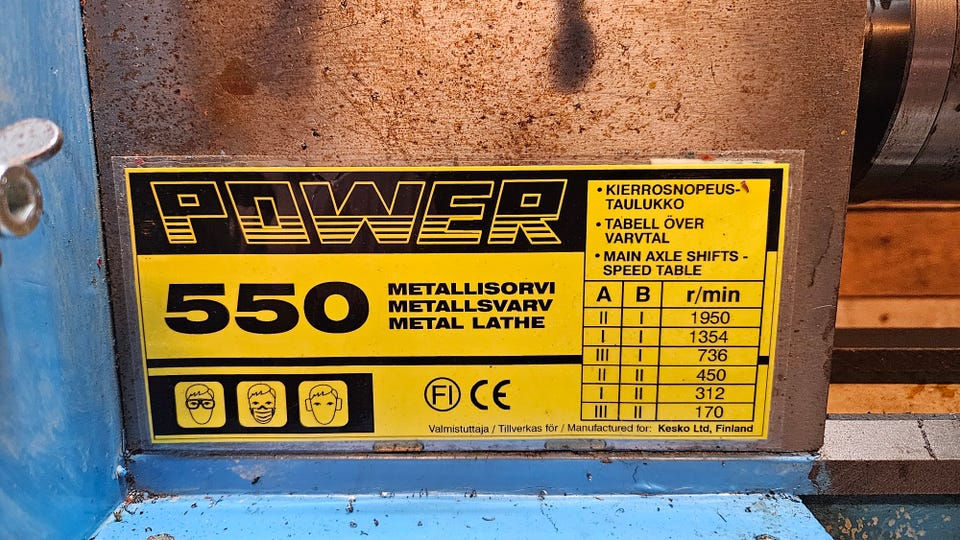 POWER
550
METALLISORVI
METALLSVARV
METAL LATHE
• KIERROSNOPEUS-
TAULUKKO
• TABELL ÖVER
VARVTAL
• MAIN AXLE SHIFTS -
SPEED TABLE
A B r/min
II I 1950
I I 1354
III I 736
II II 450
I II 312
III II 170
FI CE
Valmistuttaja / Tillverkas för / Manufactured for: Kesko Ltd, Finland